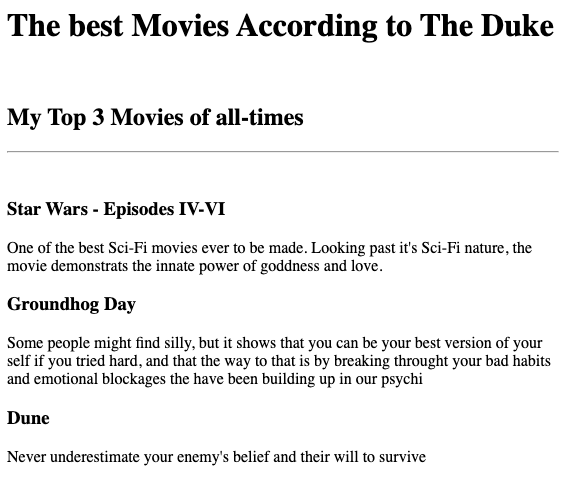 The best Movies According to The Duke
My Top 3 Movies of all-times
Star Wars - Episodes IV-VI
One of the best Sci-Fi movies ever to be made. Looking past it's Sci-Fi nature, the
movie demonstrats the innate power of goddness and love.
Groundhog Day
Some people might find silly, but it shows that you can be your best version of your
self if you tried hard, and that the way to that is by breaking throught your bad habits
and emotional blockages the have been building up in our psychi
Dune
Never underestimate your enemy's belief and their will to survive